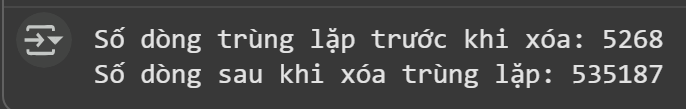 Số dòng trùng lặp trước khi xóa: 5268
Số dòng sau khi xóa trùng lặp: 535187